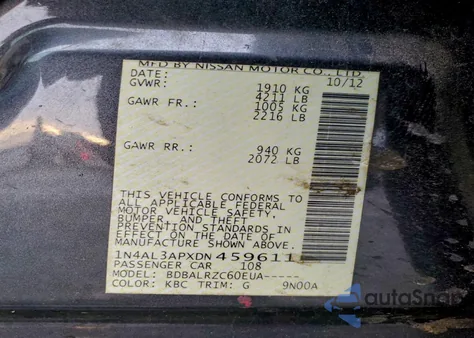 MFD BY NISSAN MOTOR CO., LTD.
DATE: 10/12
GVWR: 1910 KG
4211 LB
GAWR FR.: 1005 KG
2216 LB
GAWR RR.: 940 KG
2072 LB
THIS VEHICLE CONFORMS TO
ALL APPLICABLE FEDERAL
MOTOR VEHICLE SAFETY,
BUMPER, AND THEFT
PREVENTION STANDARDS IN
EFFECT ON THE DATE OF
MANUFACTURE SHOWN ABOVE.
1N4AL3APXDN459611
PASSENGER CAR 108
MODEL: BDBALRZC60EUA-----
COLOR: KBC TRIM: G 9N00A
autoSnap